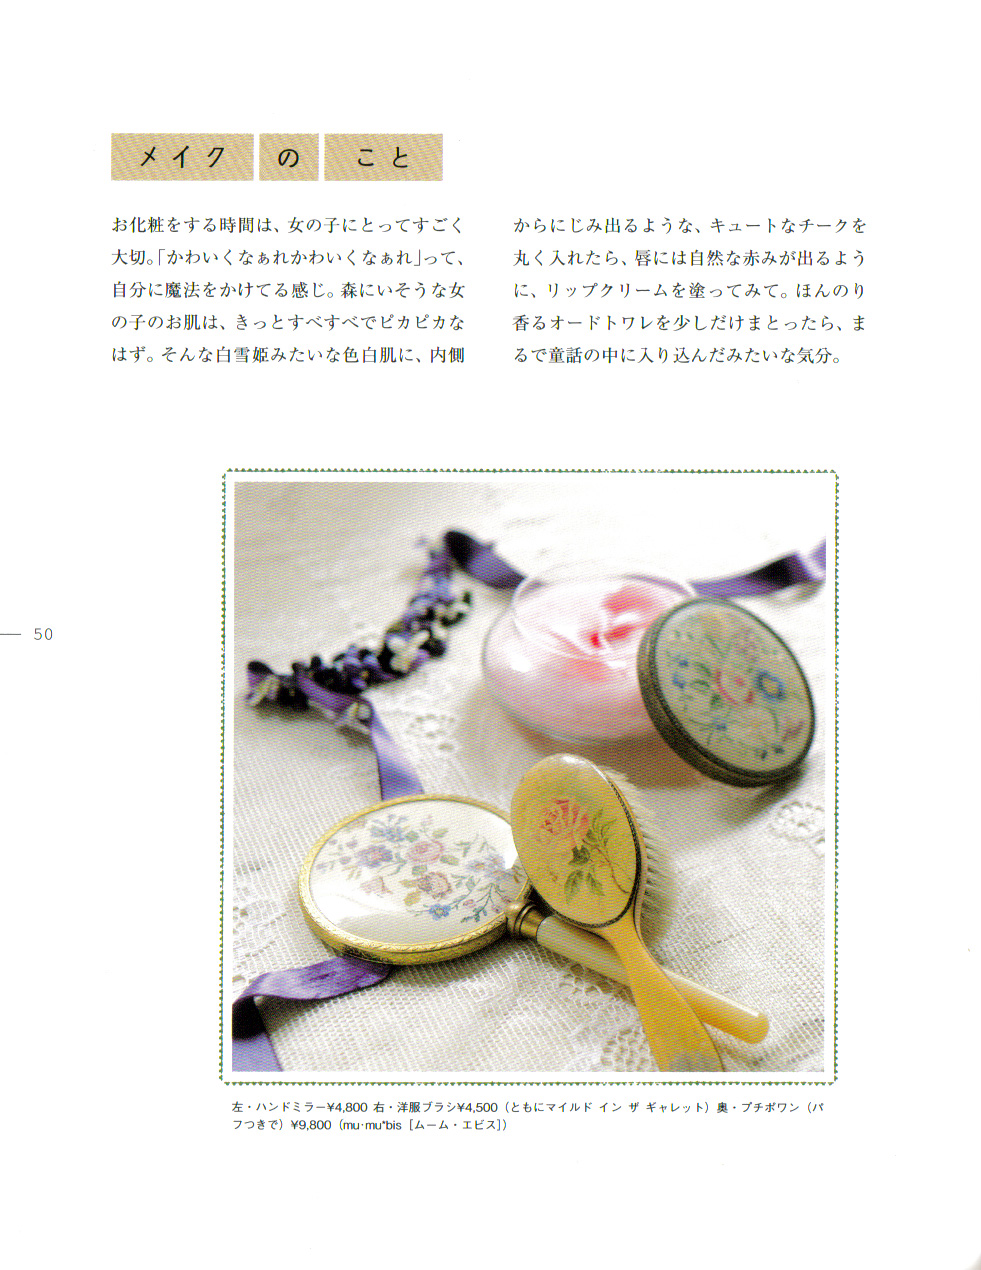 メイク の こと
お化粧をする時間は、女の子にとってすごく
大切。「かわいくなぁれかわいくなぁれ」って、
自分に魔法をかけてる感じ。森にいそうな女
の子のお肌は、きっとすべすべでピカピカな
はず。そんな白雪姫みたいな色白肌に、内側
からにじみ出るような、キュートなチークを
丸く入れたら、唇には自然な赤みが出るよう
に、リップクリームを塗ってみて。ほんのり
香るオードトワレを少しだけまとったら、ま
るで童話の中に入り込んだみたいな気分。
50
左・ハンドミラー¥4,800 右・洋服ブラシ¥4,500（ともにマイルド イン ザ ギャレット）奥・プチポワン（パ
フつきで）¥9,800（mu·mu*bis［ムーム・エビス］）